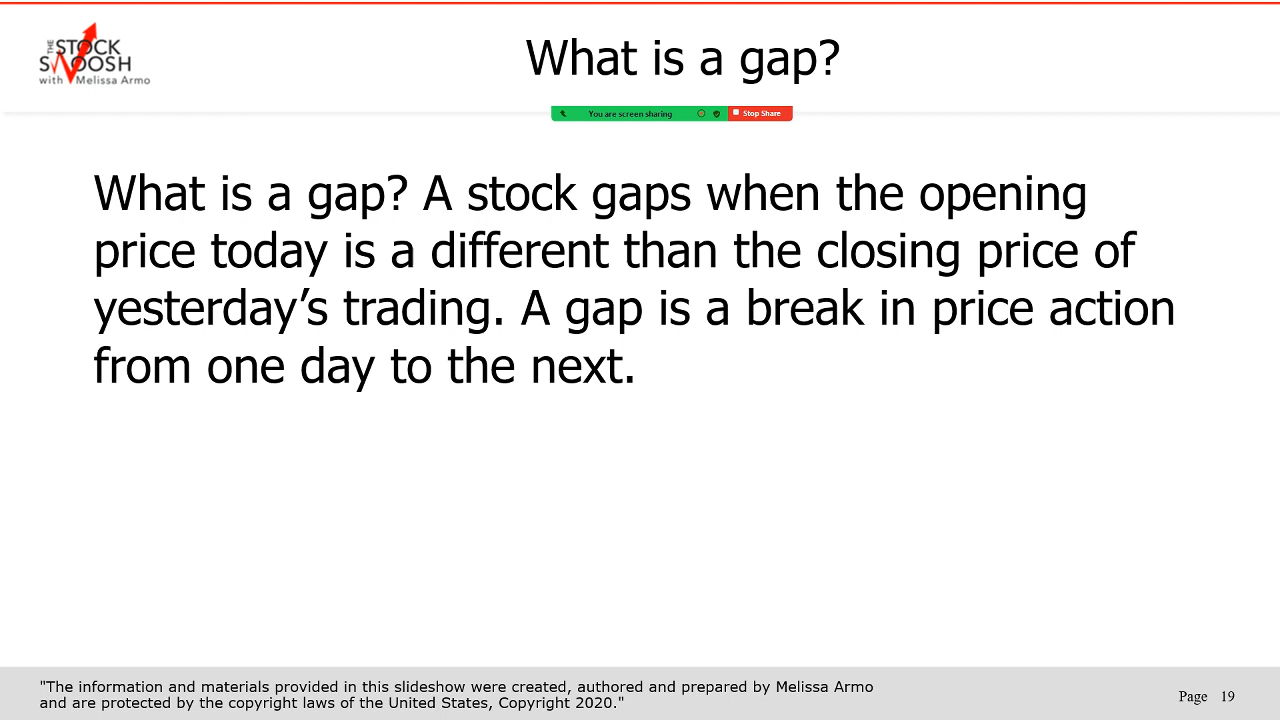 THE STOCK
SWOOSH
with Melissa Armo
What is a gap?
You are screen sharing
Stop Share
What is a gap? A stock gaps when the opening
price today is a different than the closing price of
yesterday’s trading. A gap is a break in price action
from one day to the next.
"The information and materials provided in this slideshow were created, authored and prepared by Melissa Armo
and are protected by the copyright laws of the United States, Copyright 2020."
Page 19